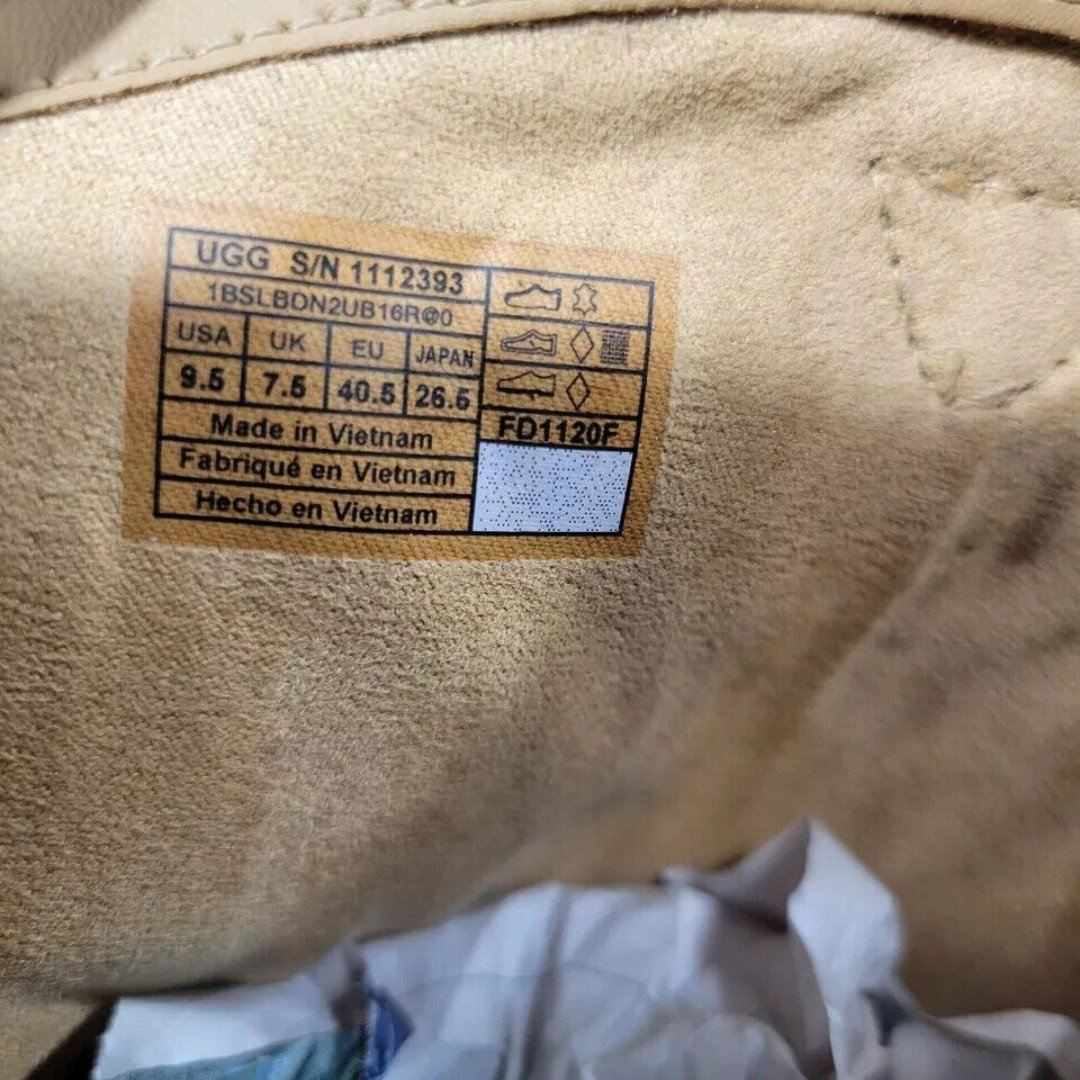 UGG S/N 1112393
1BSLBDN2UB16R@0
USA UK EU JAPAN
9.5 7.5 40.5 26.5
Made in Vietnam
Fabriqué en Vietnam
Hecho en Vietnam
FD1120F